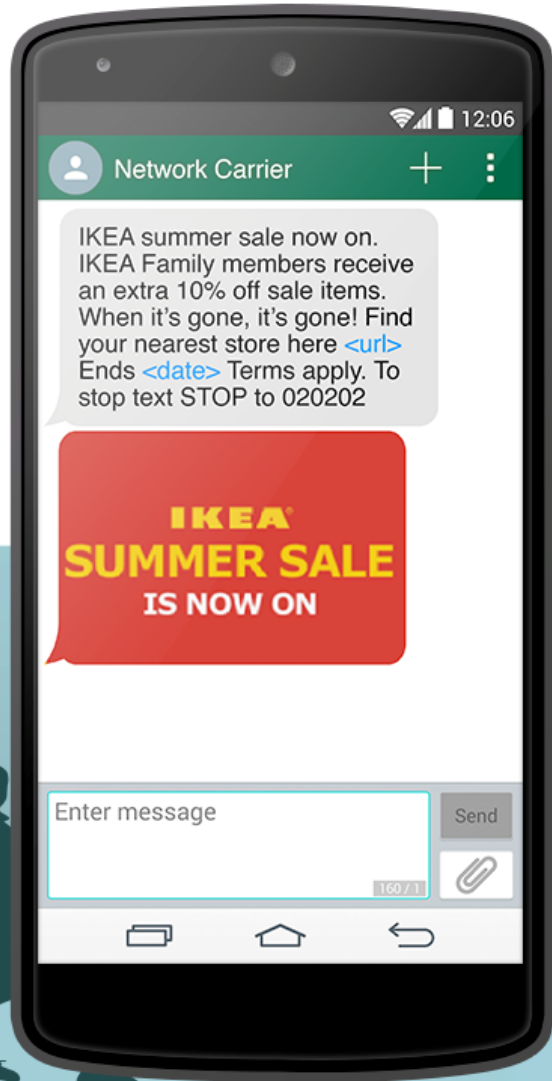 12:06
Network Carrier
IKEA summer sale now on.
IKEA Family members receive
an extra 10% off sale items.
When it's gone, it's gone! Find
your nearest store here <url>
Ends <date> Terms apply. To
stop text STOP to 020202
IKEA
SUMMER SALE
IS NOW ON
Enter message
Send
160 / 1